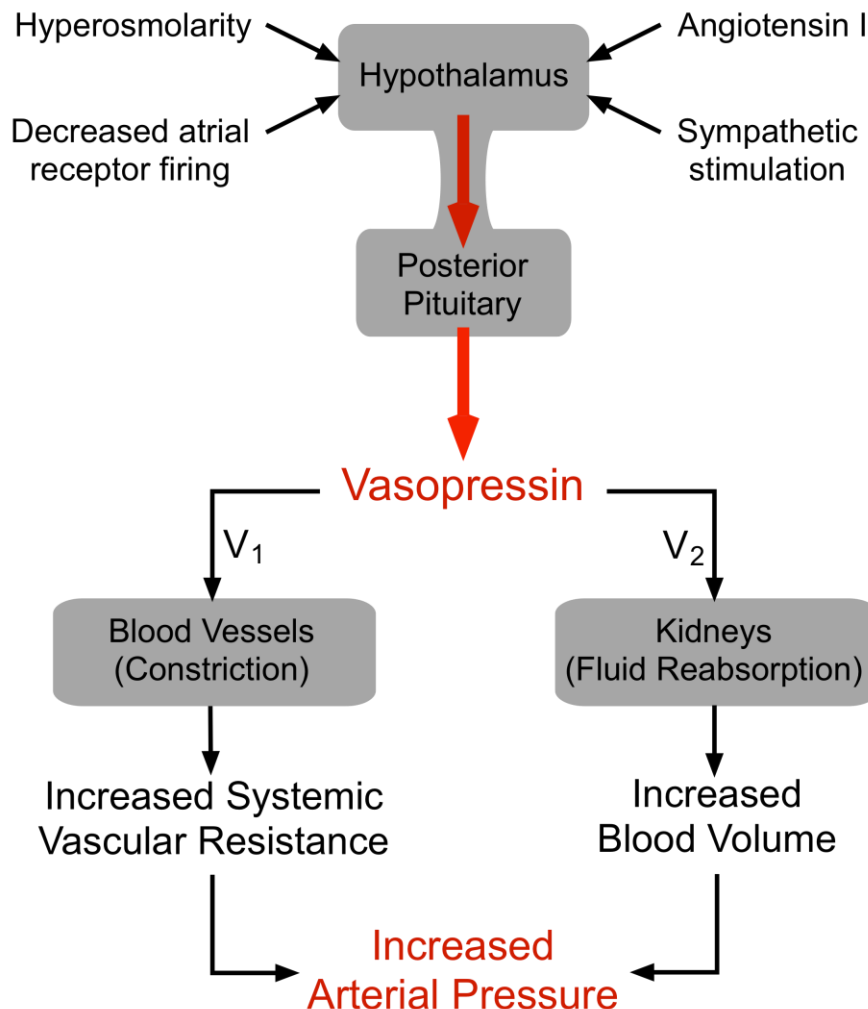 Hyperosmolarity
Angiotensin I
Hypothalamus
Decreased atrial
receptor firing
Sympathetic
stimulation
Posterior
Pituitary
Vasopressin
V1
V2
Blood Vessels
(Constriction)
Kidneys
(Fluid Reabsorption)
Increased Systemic
Vascular Resistance
Increased
Blood Volume
Increased
Arterial Pressure